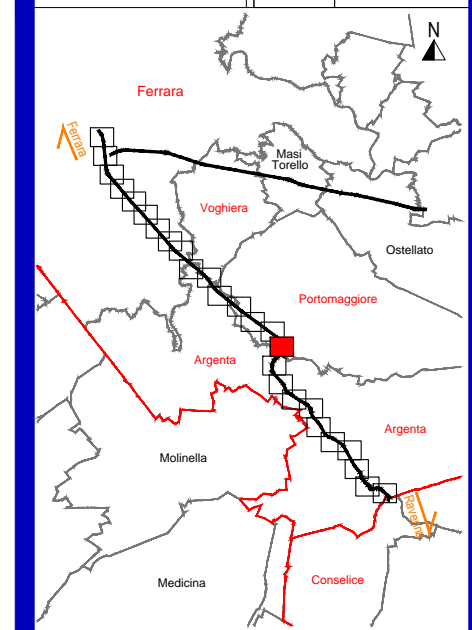 N
Ferrara
Ferrara
Masi
Torello
Voghiera
Ostellato
Portomaggiore
Argenta
Argenta
Molinella
Ravenna
Medicina
Conselice